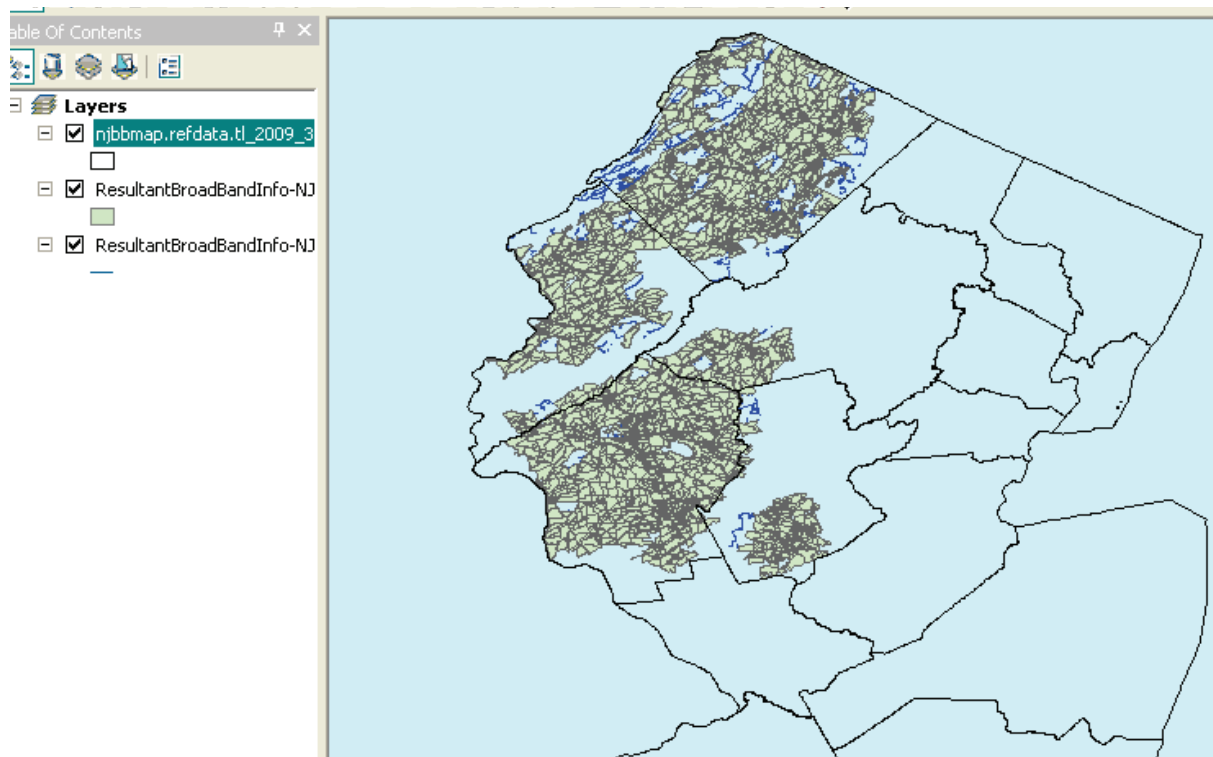 able Of Contents
Layers
njbbmap.refdata.tl_2009_3
ResultantBroadBandInfo-NJ
ResultantBroadBandInfo-NJ